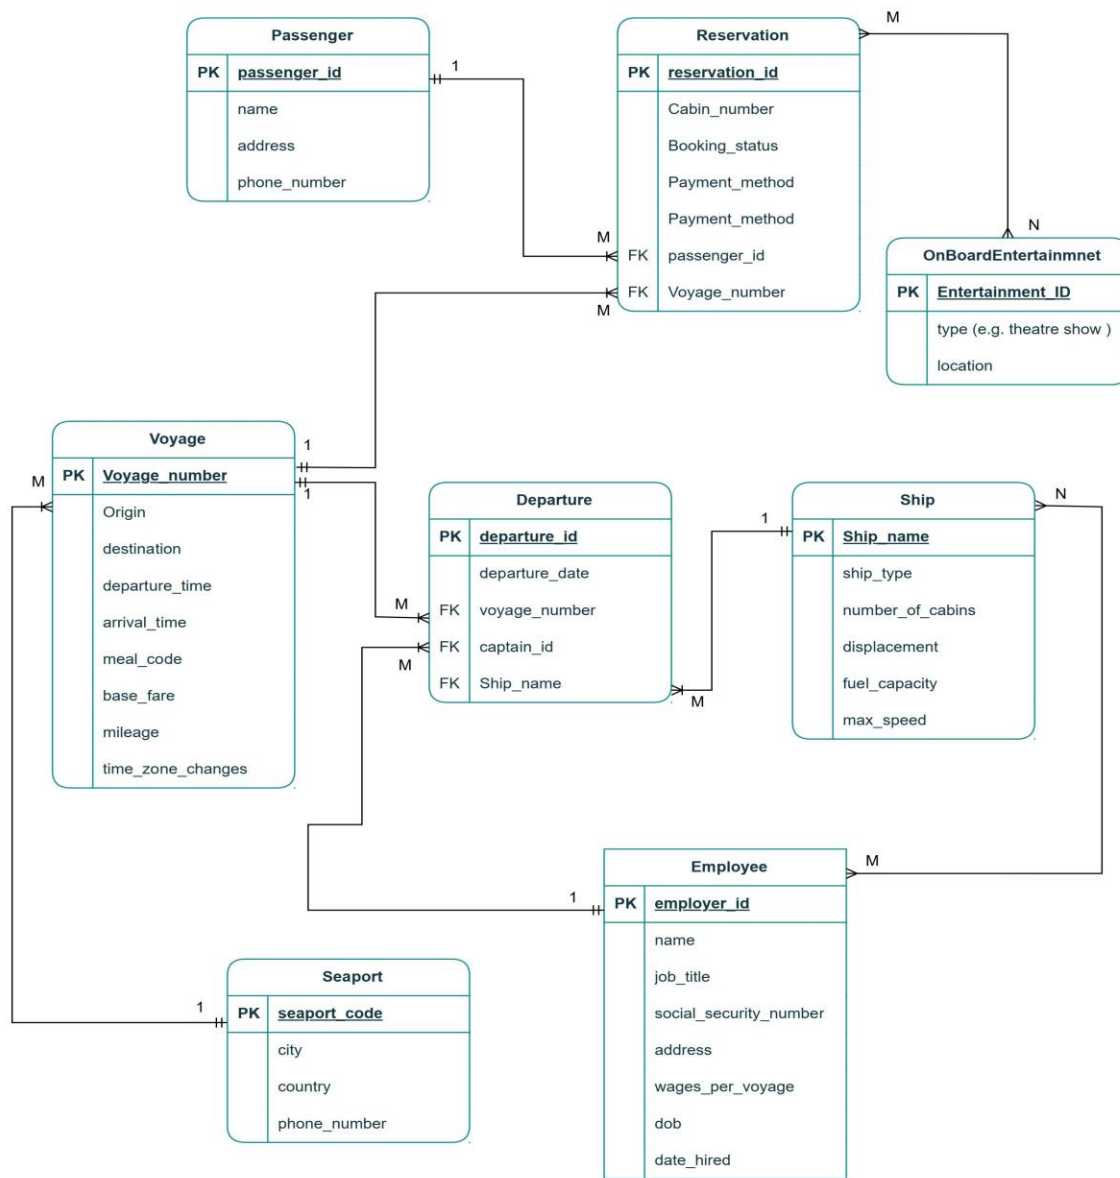 Passenger
PK passenger_id
name
address
phone_number
1
M
Reservation
PK reservation_id
Cabin_number
Booking_status
Payment_method
Payment_method
FK passenger_id
FK Voyage_number
M
M
N
OnBoardEntertainmnet
PK Entertainment_ID
type (e.g. theatre show )
location
Voyage
PK Voyage_number
Origin
destination
departure_time
arrival_time
meal_code
base_fare
mileage
time_zone_changes
M
1
1
Departure
PK departure_id
departure_date
FK voyage_number
FK captain_id
FK Ship_name
M
M
M
1
Ship
PK Ship_name
ship_type
number_of_cabins
displacement
fuel_capacity
max_speed
N
M
Employee
PK employer_id
name
job_title
social_security_number
address
wages_per_voyage
dob
date_hired
1
Seaport
PK seaport_code
city
country
phone_number
1